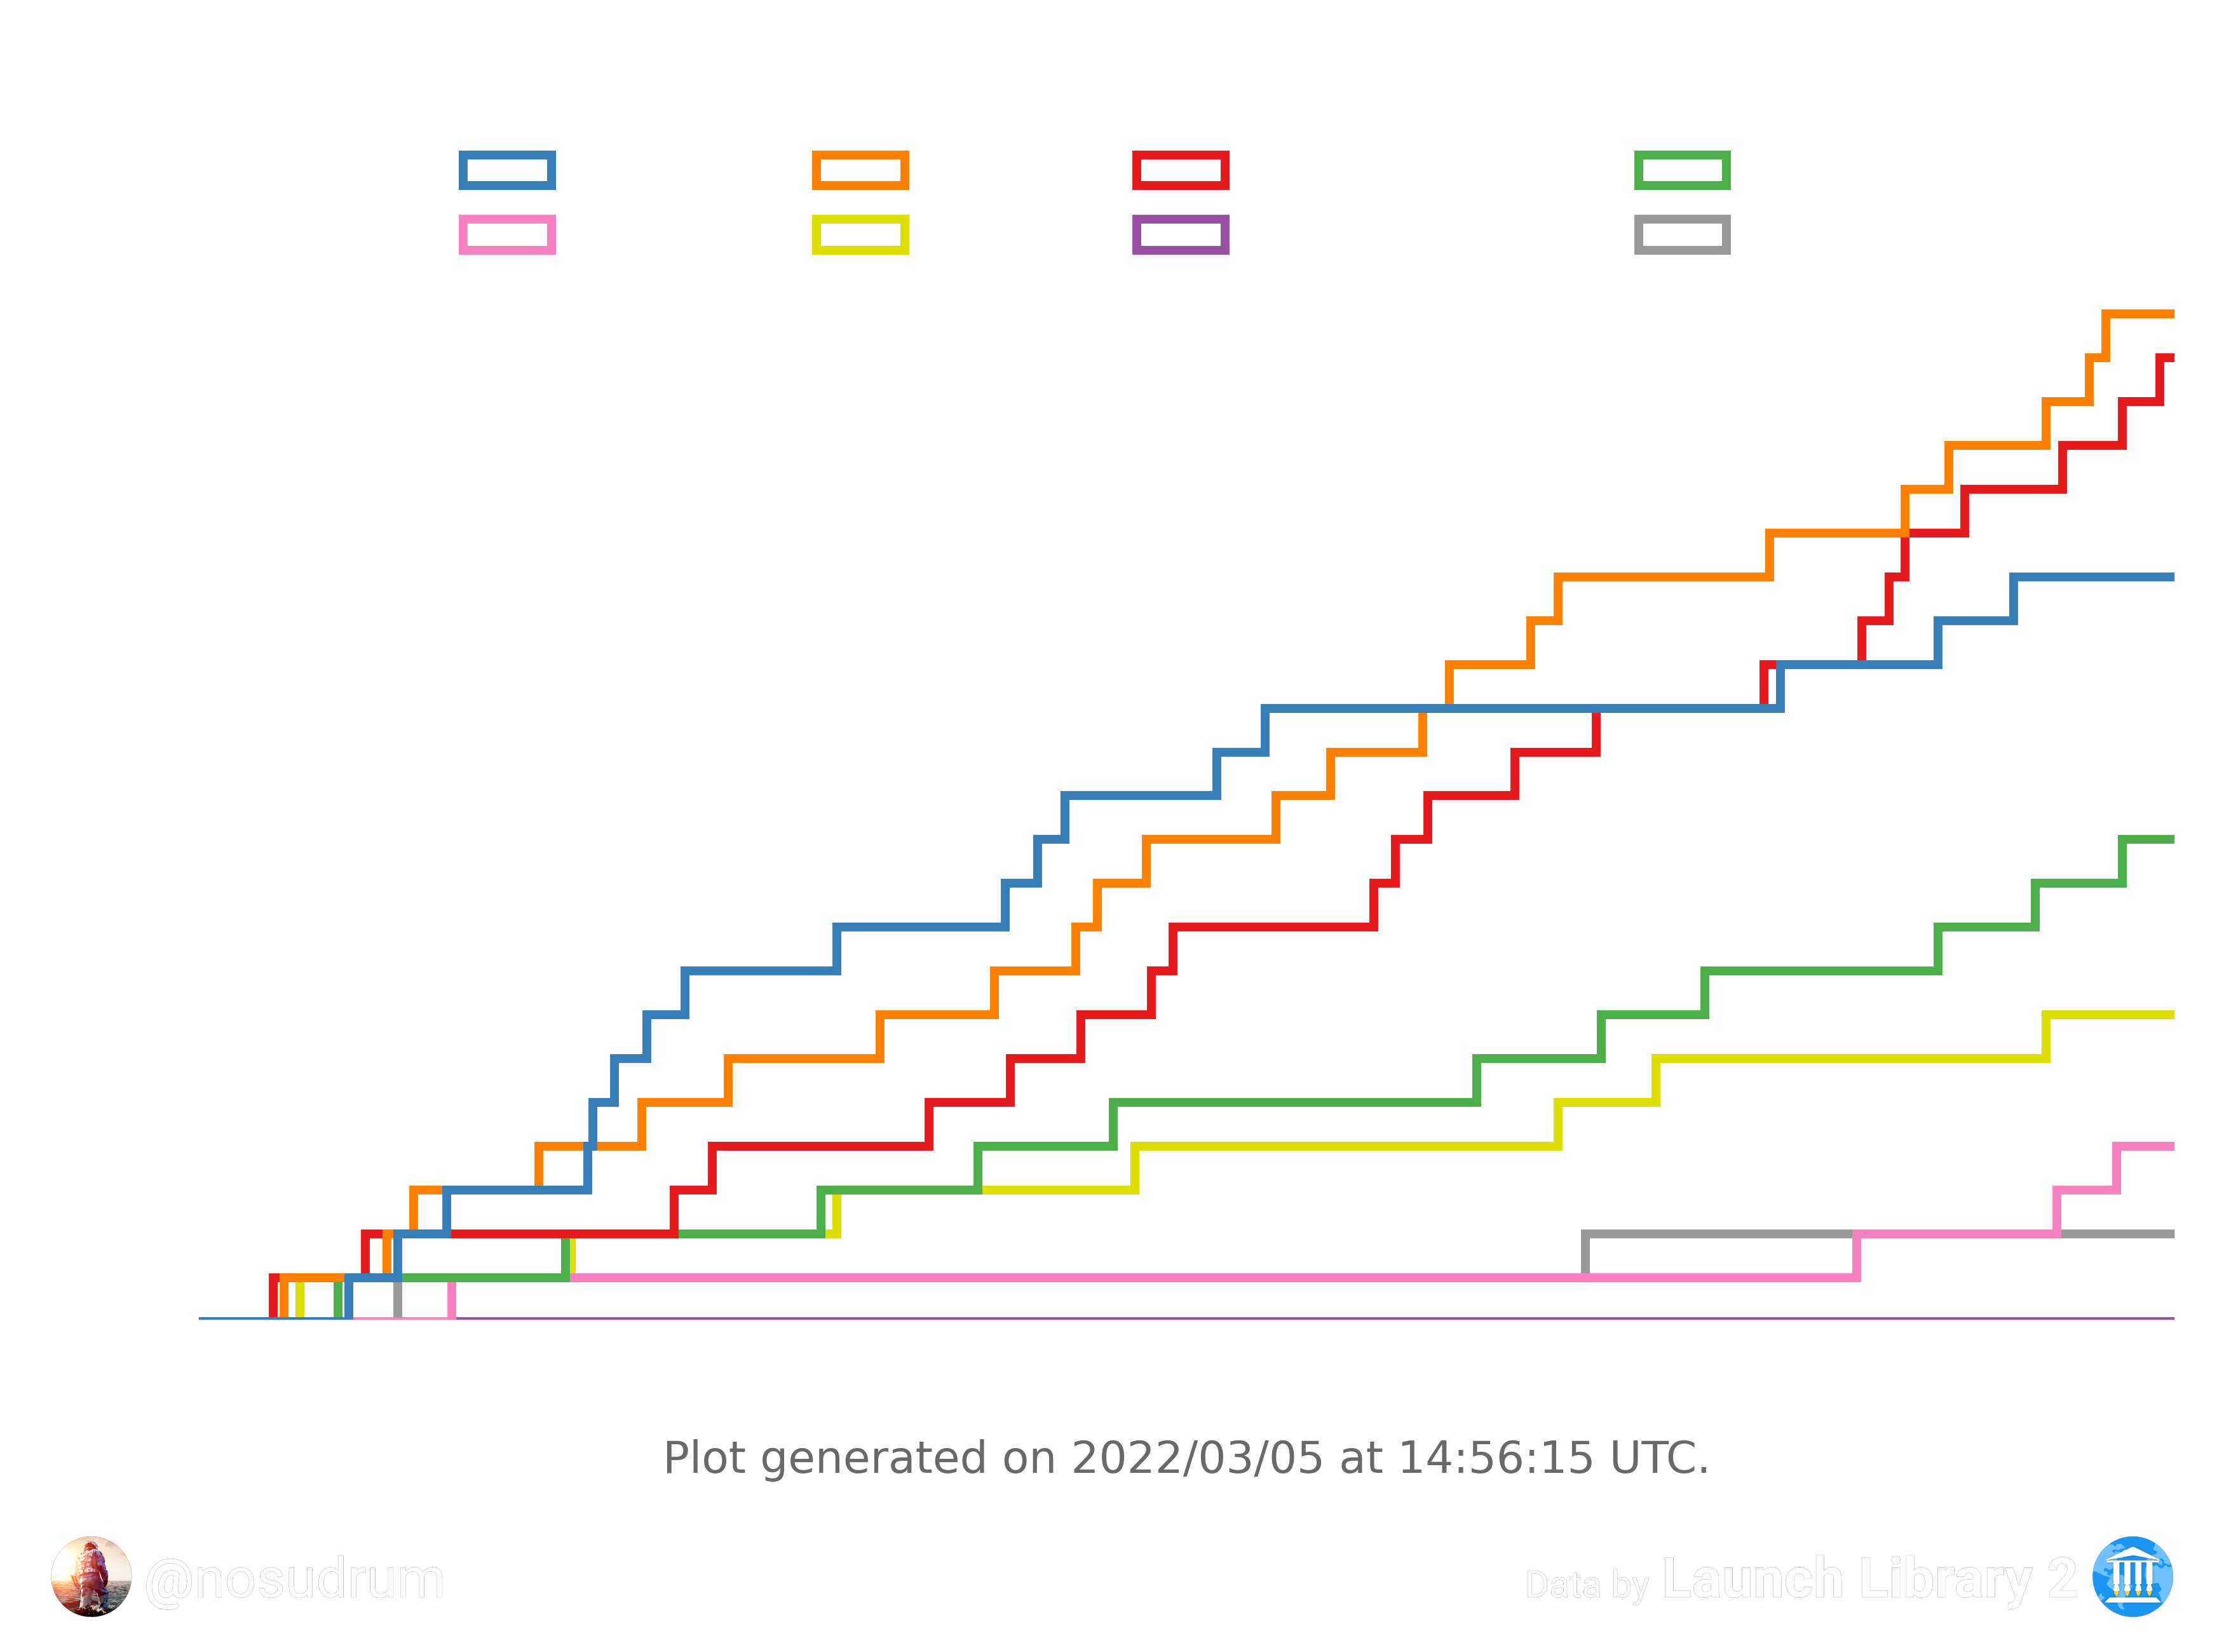 Plot generated on 2022/03/05 at 14:56:15 UTC.
@nosudrum
Data by Launch Library 2